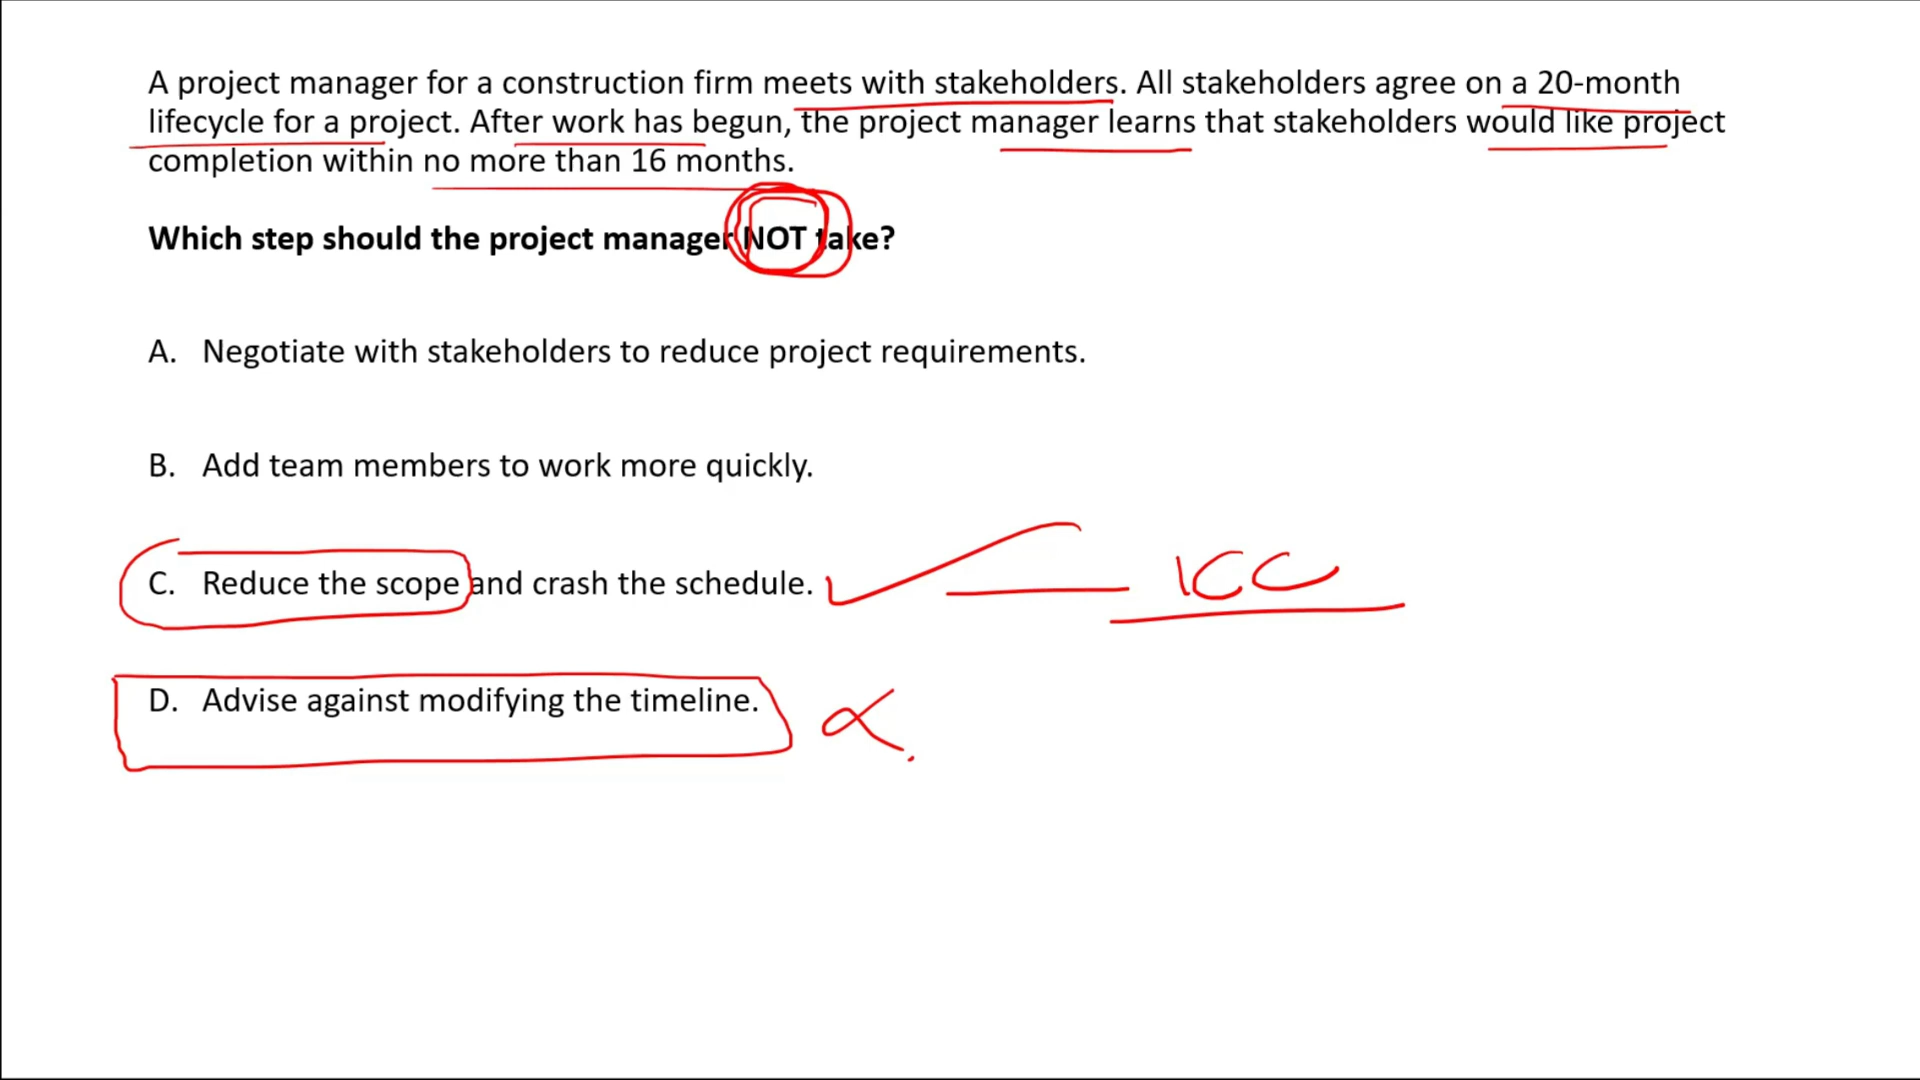 A project manager for a construction firm meets with stakeholders. All stakeholders agree on a 20-month
lifecycle for a project. After work has begun, the project manager learns that stakeholders would like project
completion within no more than 16 months.
Which step should the project manager NOT take?
A. Negotiate with stakeholders to reduce project requirements.
B. Add team members to work more quickly.
C. Reduce the scope and crash the schedule.
D. Advise against modifying the timeline.